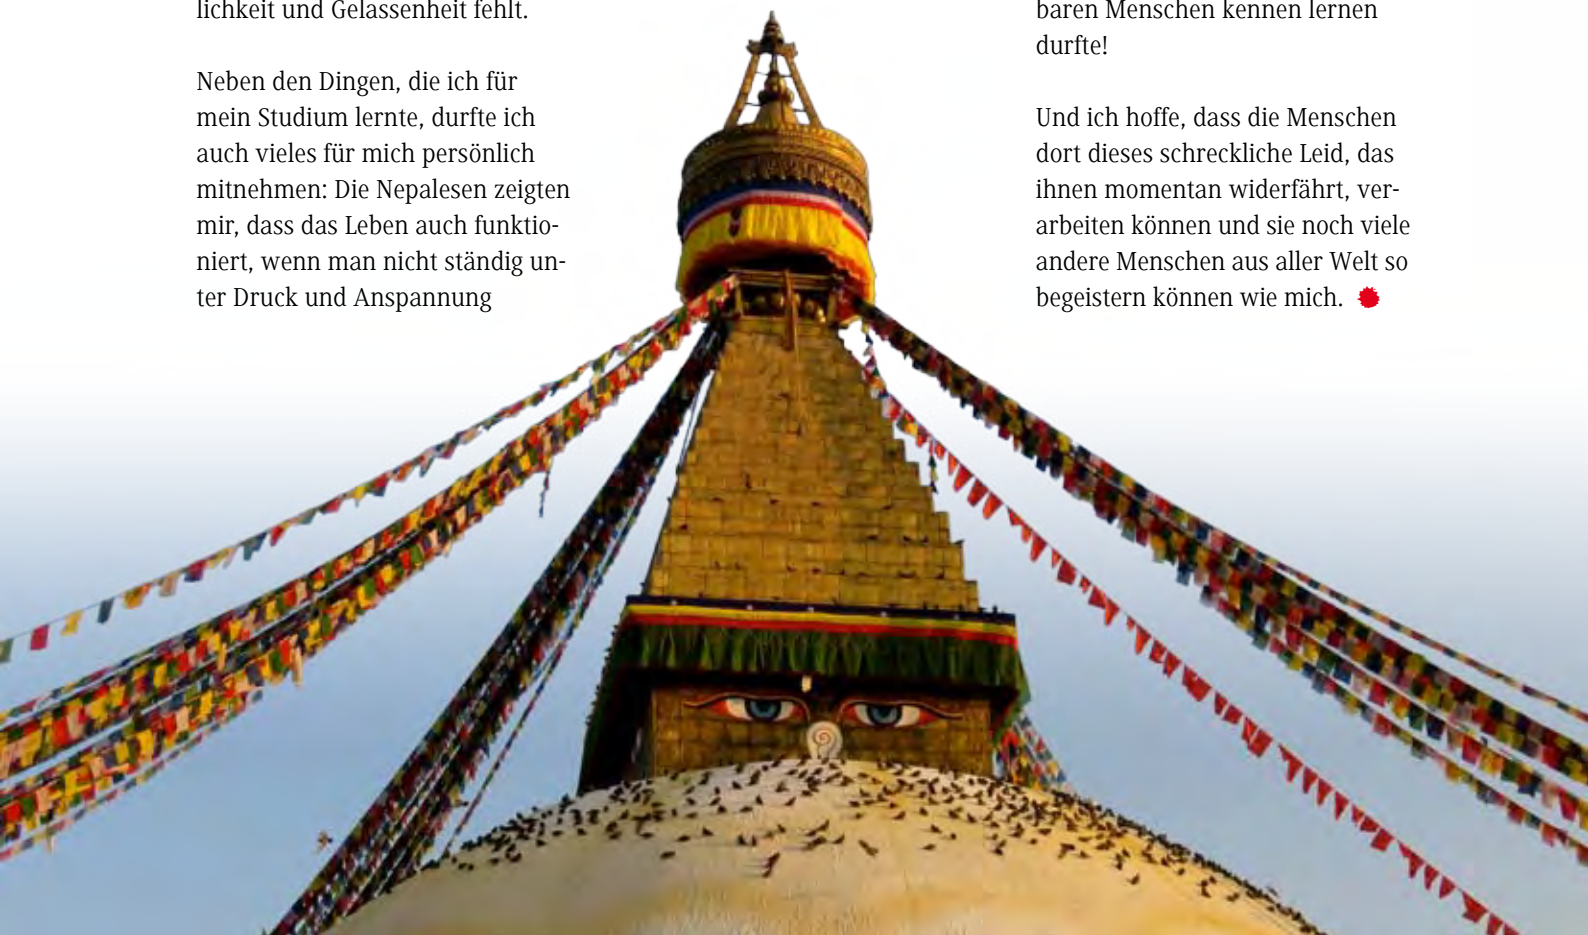 lichkeit und Gelassenheit fehlt.
Neben den Dingen, die ich für
mein Studium lernte, durfte ich
auch vieles für mich persönlich
mitnehmen: Die Nepalesen zeigten
mir, dass das Leben auch funktio-
niert, wenn man nicht ständig un-
ter Druck und Anspannung
baren Menschen kennen lernen
durfte!
Und ich hoffe, dass die Menschen
dort dieses schreckliche Leid, das
ihnen momentan widerfährt, ver-
arbeiten können und sie noch viele
andere Menschen aus aller Welt so
begeistern können wie mich.